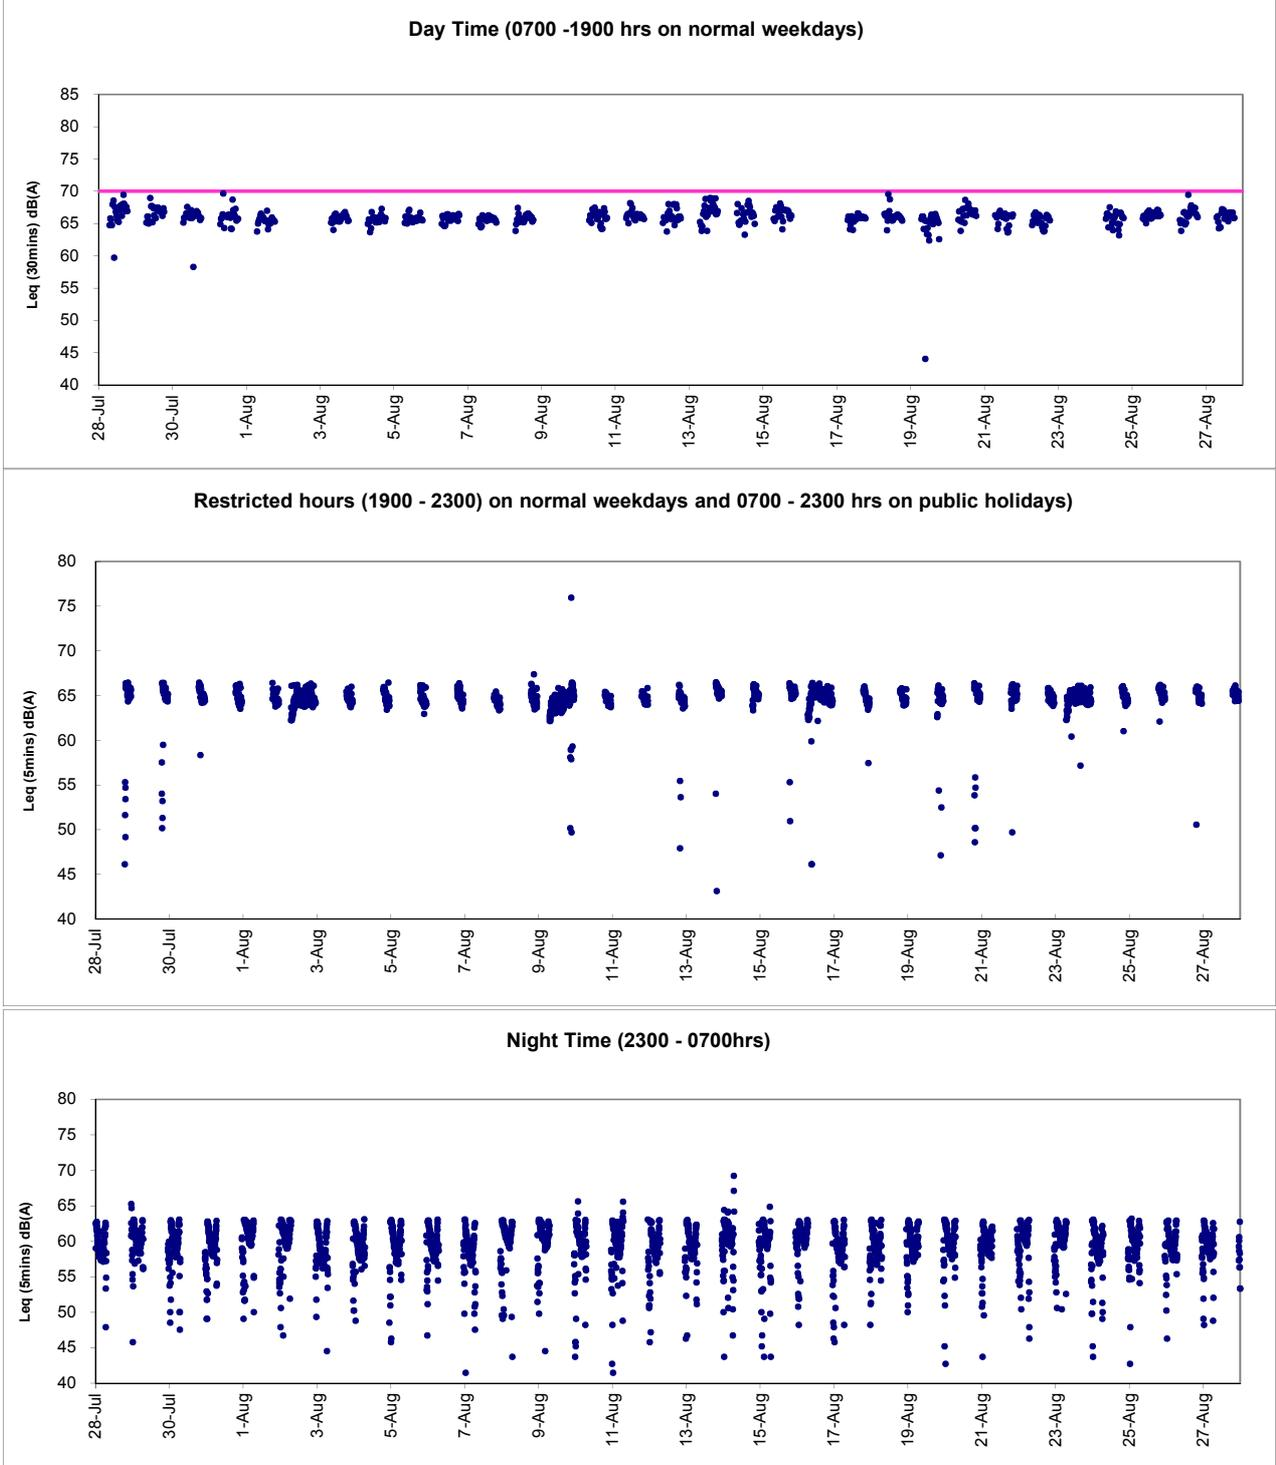 Day Time (0700 -1900 hrs on normal weekdays)
85
80
75
70
65
60
55
50
45
40
Leq (30mins) dB(A)
28-Jul
30-Jul
1-Aug
3-Aug
5-Aug
7-Aug
9-Aug
11-Aug
13-Aug
15-Aug
17-Aug
19-Aug
21-Aug
23-Aug
25-Aug
27-Aug
Restricted hours (1900 - 2300) on normal weekdays and 0700 - 2300 hrs on public holidays)
80
75
70
65
60
55
50
45
40
Leq (5mins) dB(A)
28-Jul
30-Jul
1-Aug
3-Aug
5-Aug
7-Aug
9-Aug
11-Aug
13-Aug
15-Aug
17-Aug
19-Aug
21-Aug
23-Aug
25-Aug
27-Aug
Night Time (2300 - 0700hrs)
80
75
70
65
60
55
50
45
40
Leq (5mins) dB(A)
28-Jul
30-Jul
1-Aug
3-Aug
5-Aug
7-Aug
9-Aug
11-Aug
13-Aug
15-Aug
17-Aug
19-Aug
21-Aug
23-Aug
25-Aug
27-Aug